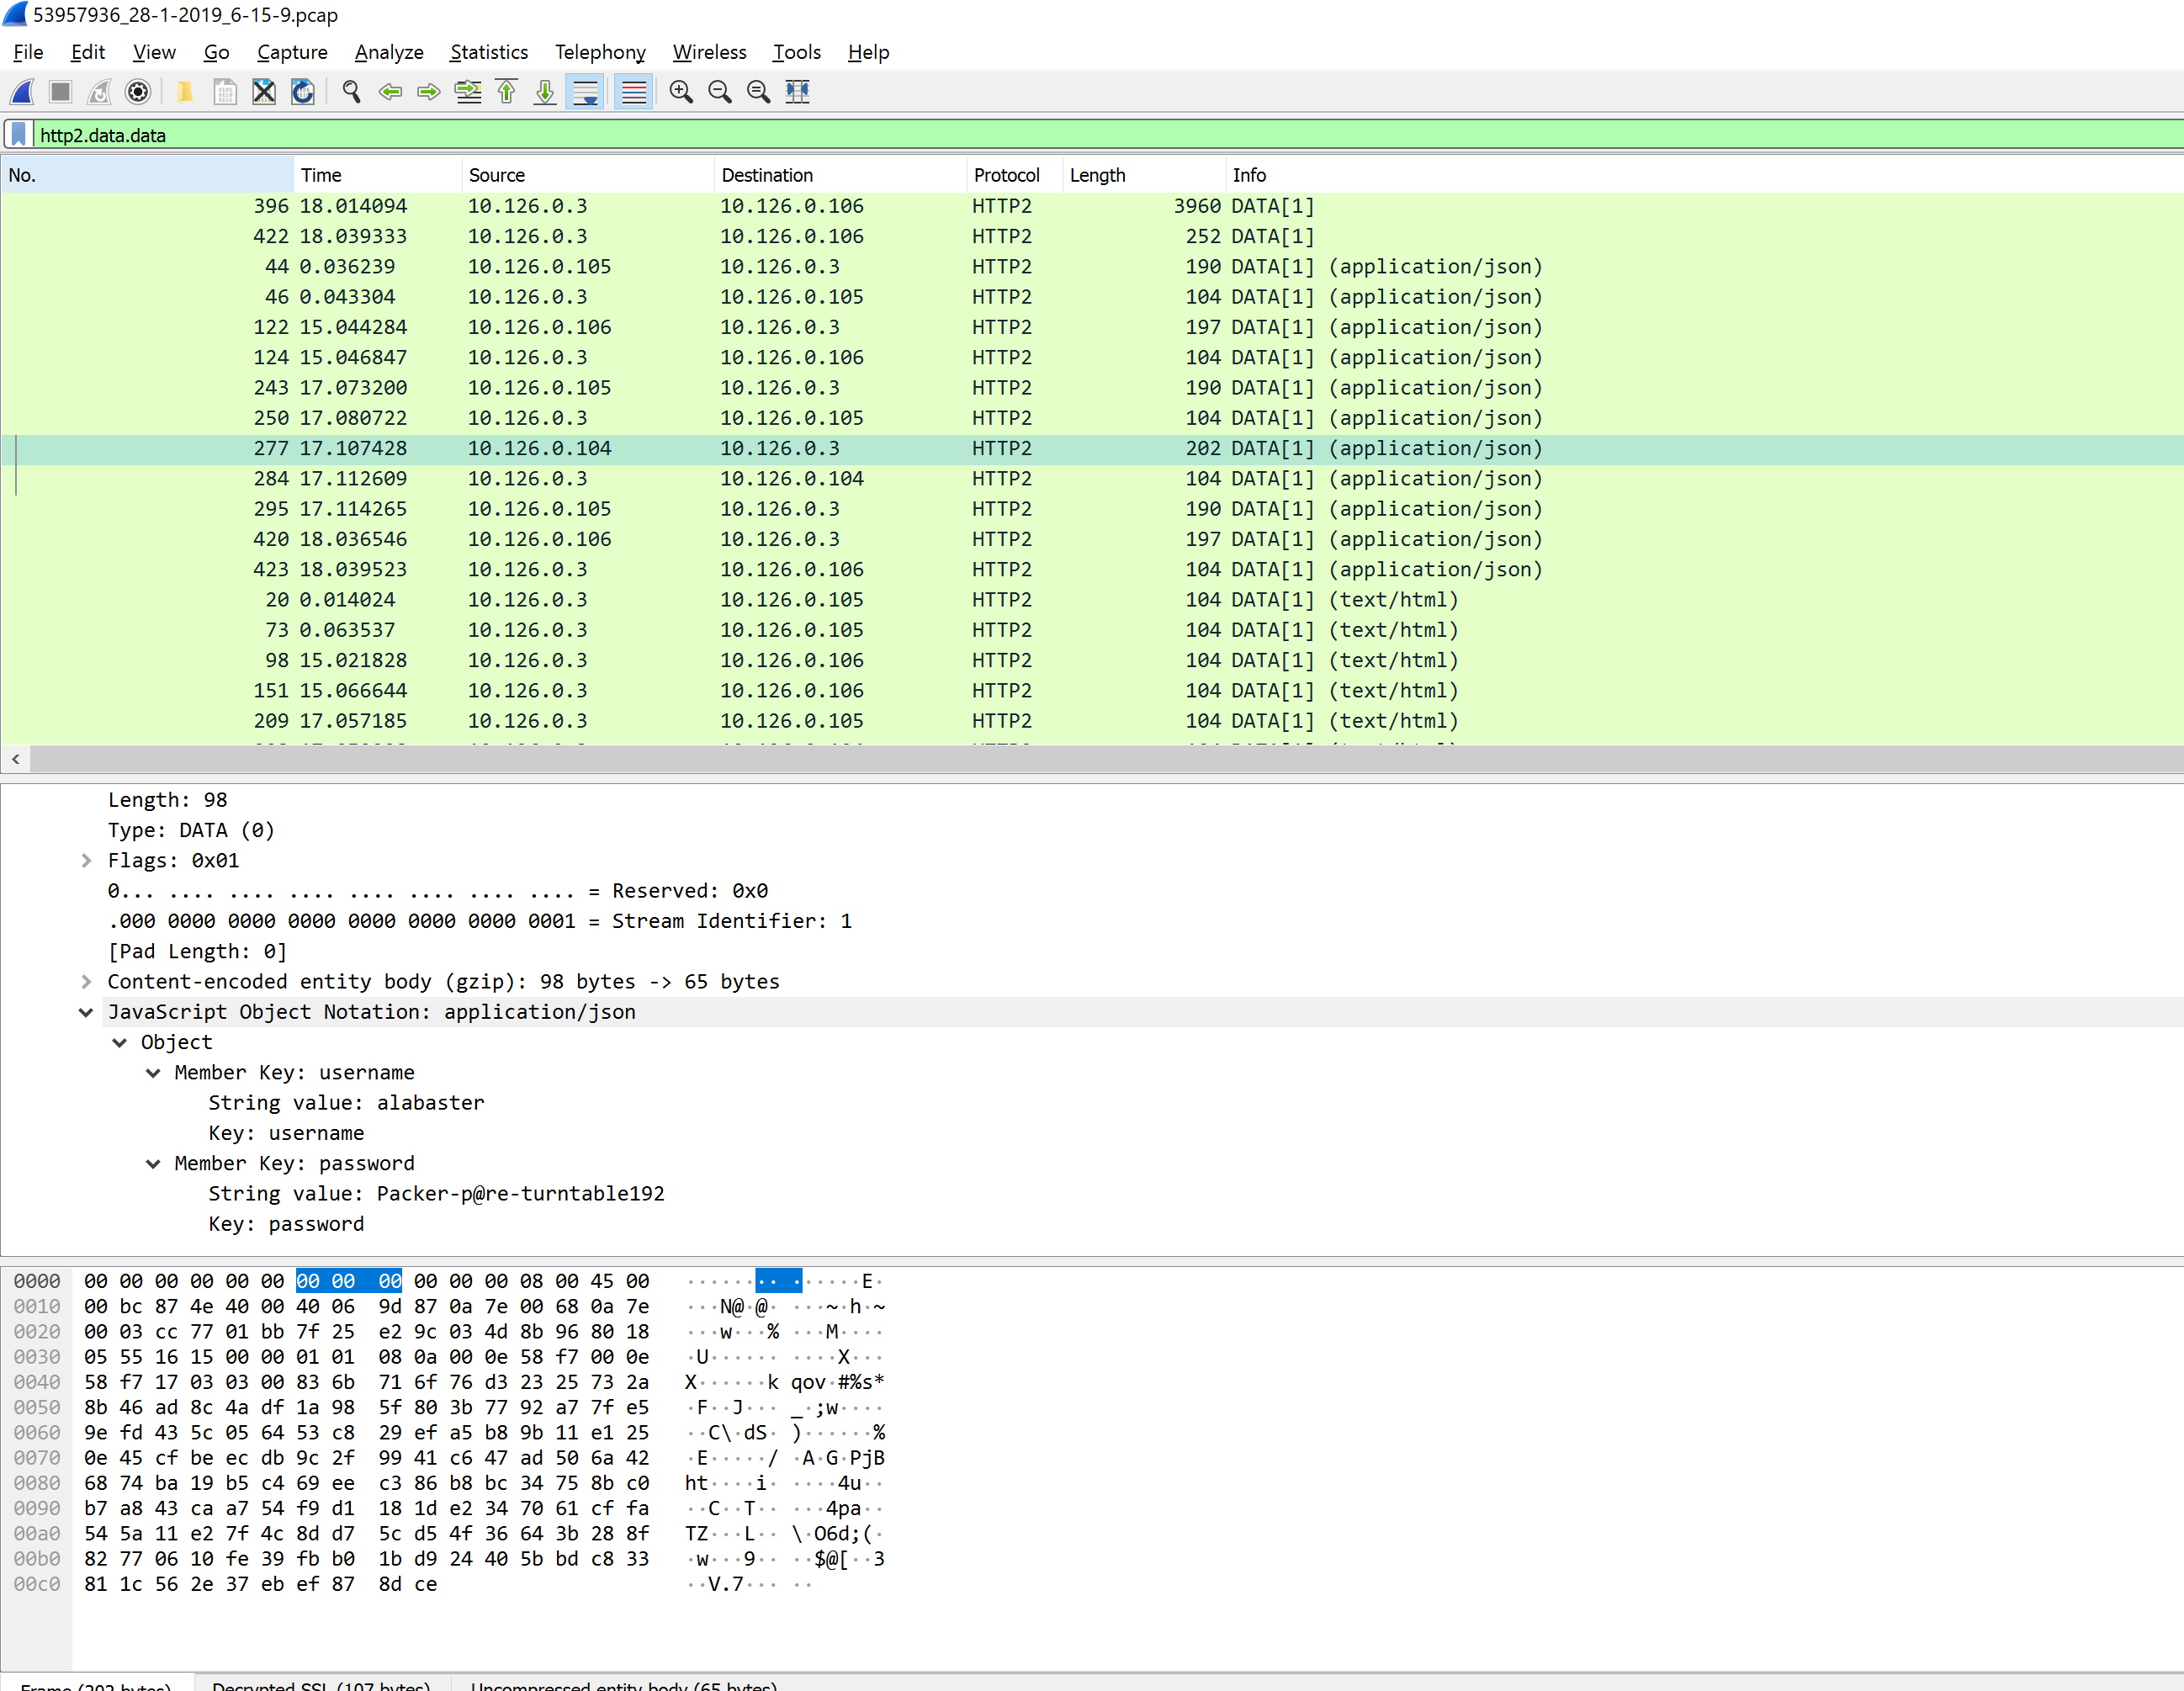 53957936_28-1-2019_6-15-9.pcap
File Edit View Go Capture Analyze Statistics Telephony Wireless Tools Help
http2.data.data
No. Time Source Destination Protocol Length Info
396 18.014094 10.126.0.3 10.126.0.106 HTTP2 3960 DATA[1]
422 18.039333 10.126.0.3 10.126.0.106 HTTP2 252 DATA[1]
44 0.036239 10.126.0.105 10.126.0.3 HTTP2 190 DATA[1] (application/json)
46 0.043304 10.126.0.3 10.126.0.105 HTTP2 104 DATA[1] (application/json)
122 15.044284 10.126.0.106 10.126.0.3 HTTP2 197 DATA[1] (application/json)
124 15.046847 10.126.0.3 10.126.0.106 HTTP2 104 DATA[1] (application/json)
243 17.073200 10.126.0.105 10.126.0.3 HTTP2 190 DATA[1] (application/json)
250 17.080722 10.126.0.3 10.126.0.105 HTTP2 104 DATA[1] (application/json)
277 17.107428 10.126.0.104 10.126.0.3 HTTP2 202 DATA[1] (application/json)
284 17.112609 10.126.0.3 10.126.0.104 HTTP2 104 DATA[1] (application/json)
295 17.114265 10.126.0.105 10.126.0.3 HTTP2 190 DATA[1] (application/json)
420 18.036546 10.126.0.106 10.126.0.3 HTTP2 197 DATA[1] (application/json)
423 18.039523 10.126.0.3 10.126.0.106 HTTP2 104 DATA[1] (application/json)
20 0.014024 10.126.0.3 10.126.0.105 HTTP2 104 DATA[1] (text/html)
73 0.063537 10.126.0.3 10.126.0.105 HTTP2 104 DATA[1] (text/html)
98 15.021828 10.126.0.3 10.126.0.106 HTTP2 104 DATA[1] (text/html)
151 15.066644 10.126.0.3 10.126.0.106 HTTP2 104 DATA[1] (text/html)
209 17.057185 10.126.0.3 10.126.0.105 HTTP2 104 DATA[1] (text/html)
Length: 98
Type: DATA (0)
Flags: 0x01
0... .... .... .... .... .... .... .... = Reserved: 0x0
.000 0000 0000 0000 0000 0000 0000 0001 = Stream Identifier: 1
[Pad Length: 0]
Content-encoded entity body (gzip): 98 bytes -> 65 bytes
JavaScript Object Notation: application/json
Object
Member Key: username
String value: alabaster
Key: username
Member Key: password
String value: Packer-p@re-turntable192
Key: password
0000 00 00 00 00 00 00 00 00 00 00 00 00 08 00 45 00 ··············E·
0010 00 bc 87 4e 40 00 40 06 9d 87 0a 7e 00 68 0a 7e ···N@·@· ···~·h·~
0020 00 03 cc 77 01 bb 7f 25 e2 9c 03 4d 8b 96 80 18 ···w···% ···M····
0030 05 55 16 15 00 00 01 01 08 0a 00 0e 58 f7 00 0e ·U······ ····X···
0040 58 f7 17 03 03 00 83 6b 71 6f 76 d3 23 25 73 2a X······k qov·#%s*
0050 8b 46 ad 8c 4a df 1a 98 5f 80 3b 77 92 a7 7f e5 ·F··J··· _·;w····
0060 9e fd 43 5c 05 64 53 c8 29 ef a5 b8 9b 11 e1 25 ··C\·dS· )······%
0070 0e 45 cf be ec db 9c 2f 99 41 c6 47 ad 50 6a 42 ·E·····/ ·A·G·PjB
0080 68 74 ba 19 b5 c4 69 ee c3 86 b8 bc 34 75 8b c0 ht····i· ····4u··
0090 b7 a8 43 ca a7 54 f9 d1 18 1d e2 34 70 61 cf fa ··C··T·· ···4pa··
00a0 54 5a 11 e2 7f 4c 8d d7 5c d5 4f 36 64 3b 28 8f TZ···L·· \·O6d;(·
00b0 82 77 06 10 fe 39 fb b0 1b d9 24 40 5b bd c8 33 ·w···9·· ··$@[··3
00c0 81 1c 56 2e 37 eb ef 87 8d ce ··V.7··· ··
Frame (202 bytes) Decrypted SSL (107 bytes) Uncompressed entity body (65 bytes)